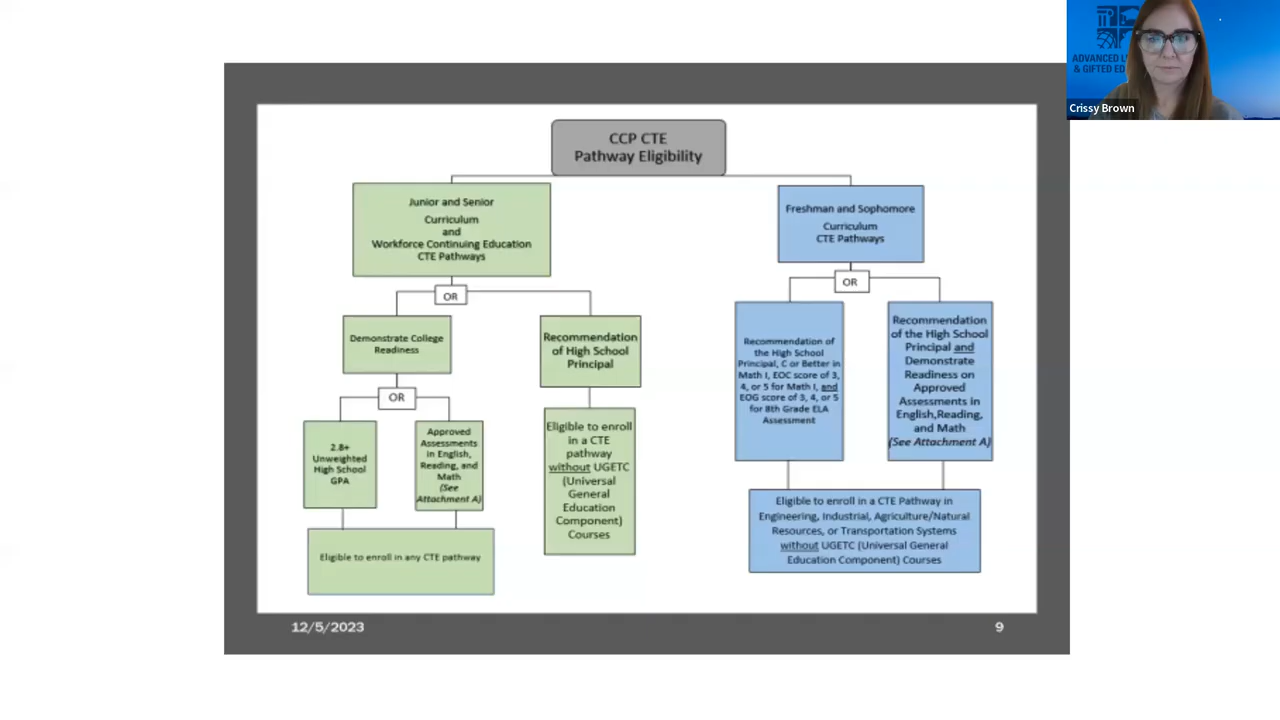 ADVANCED L
& GIFTED ED
Crissy Brown
CCP CTE
Pathway Eligibility
Junior and Senior
Curriculum
and
Workforce Continuing Education
CTE Pathways
OR
Demonstrate College
Readiness
OR
2.8+
Unweighted
High School
GPA
Approved
Assessments
in English,
Reading, and
Math
(See
Attachment A)
Eligible to enroll in any CTE pathway
Recommendation
of High School
Principal
Eligible to enroll
in a CTE
pathway
without UGETC
(Universal
General
Education
Component)
Courses
Freshman and Sophomore
Curriculum
CTE Pathways
OR
Recommendation of
the High School
Principal, C or Better in
Math I, EOC score of 3,
4, or 5 for Math I, and
EOG score of 3, 4, or 5
for 8th Grade ELA
Assessment
Recommendation
of the High School
Principal and
Demonstrate
Readiness on
Approved
Assessments in
English,Reading,
and Math
(See Attachment A)
Eligible to enroll in a CTE Pathway in
Engineering, Industrial, Agriculture/Natural
Resources, or Transportation Systems
without UGETC (Universal General
Education Component) Courses
12/5/2023
9